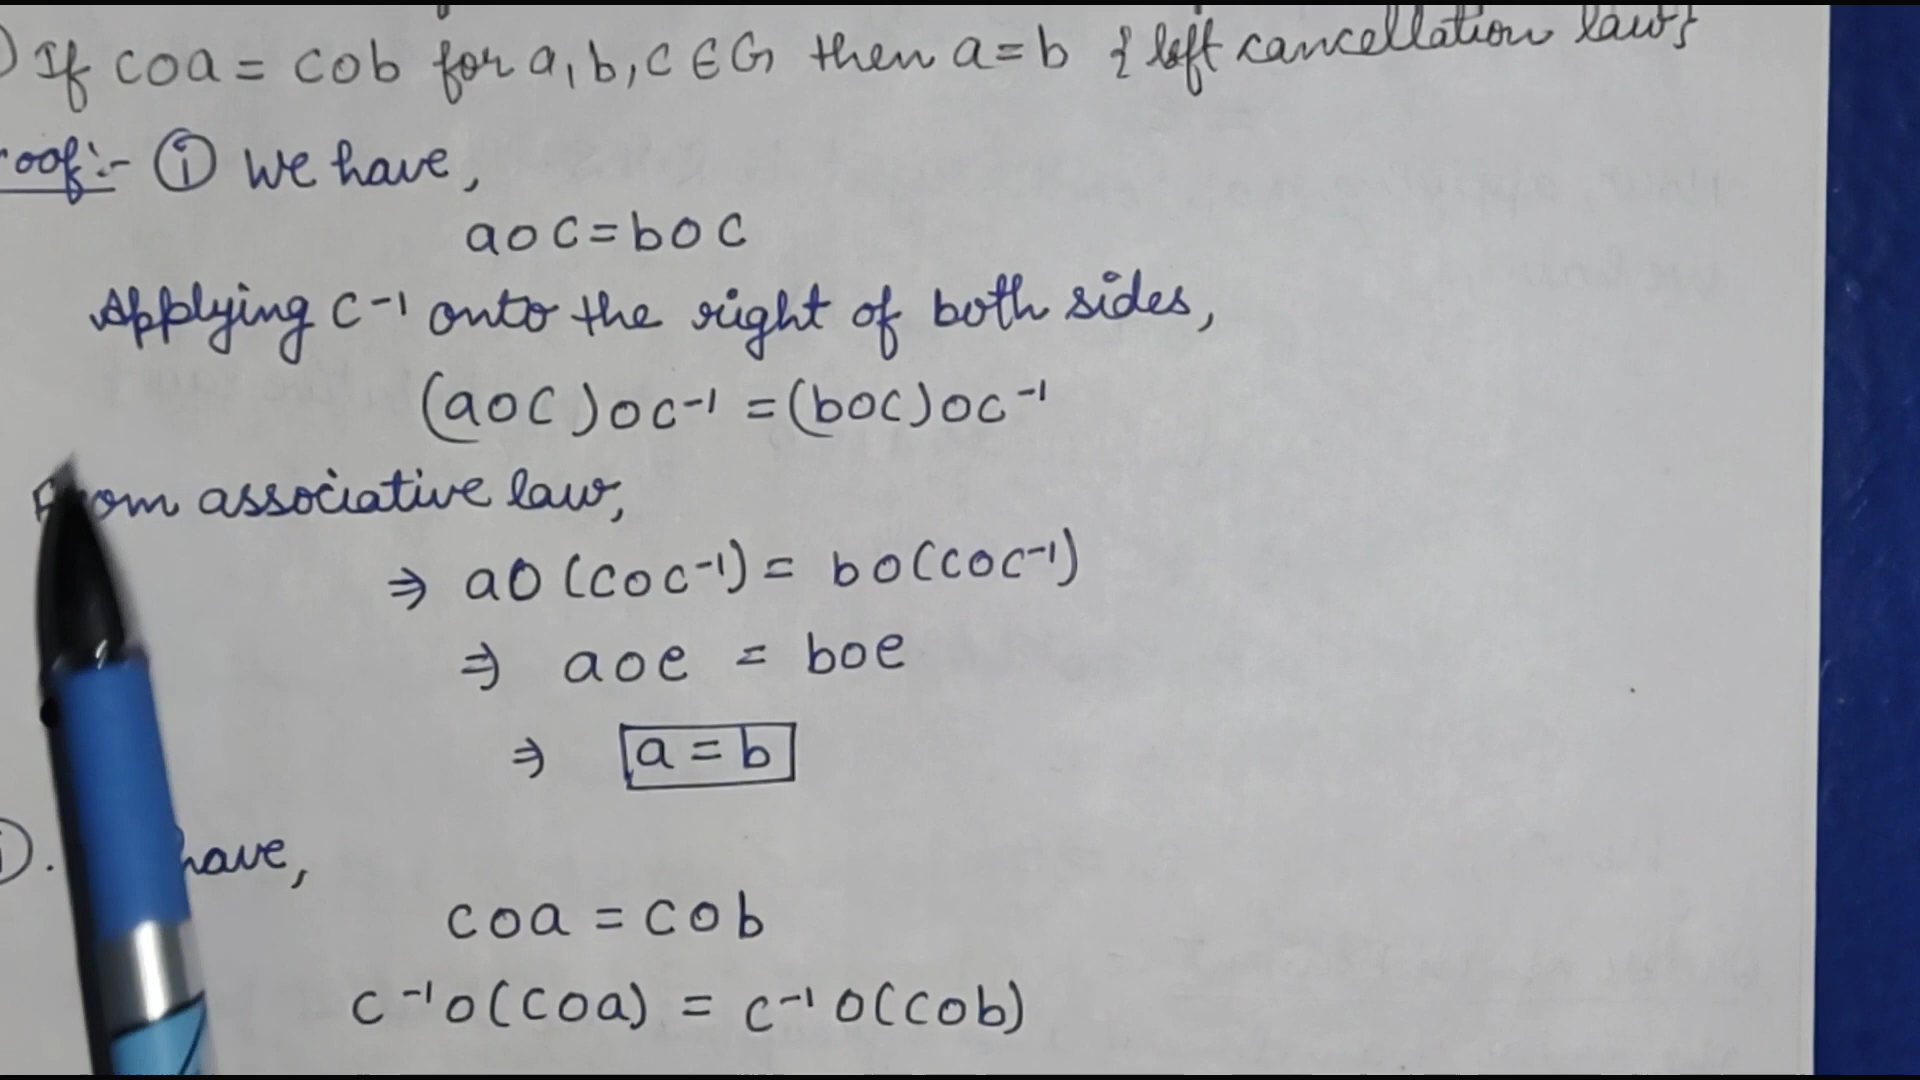 ) If coa = cob for a, b, c ∈ G then a = b {left cancellation law}
roof:- ① We have,
aoc = boc
Applying c⁻¹ onto the right of both sides,
(aoc)oc⁻¹ = (boc)oc⁻¹
From associative law,
⇒ ao(coc⁻¹) = bo(coc⁻¹)
⇒ aoe = boe
⇒ a = b
have,
coa = cob
c⁻¹o(coa) = c⁻¹o(cob)